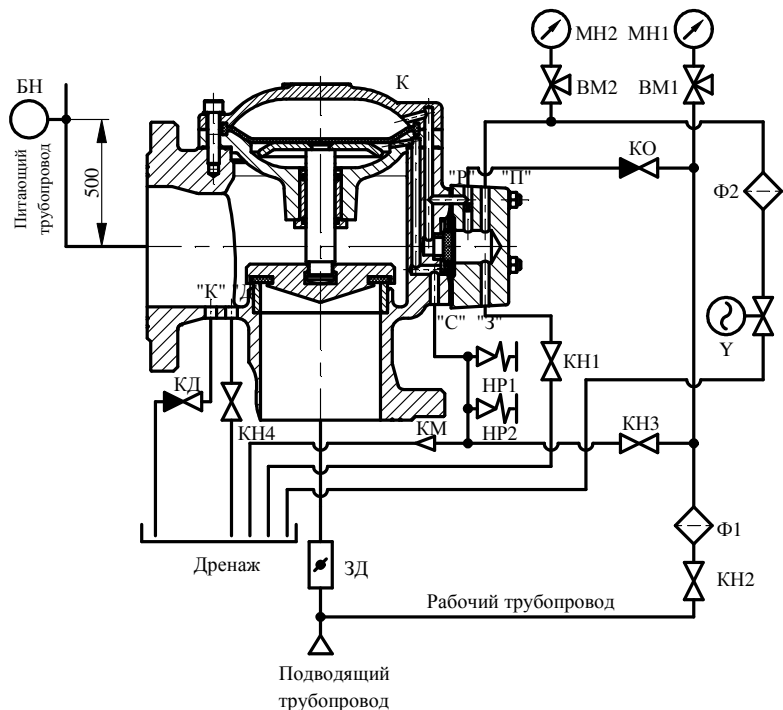 МН2
МН1
БН
К
ВМ2
ВМ1
Питающий
трубопровод
500
КО
"Р"
"П"
Ф2
"К"
"Д"
"С"
"З"
Y
КН1
КД
НР1
КН4
КМ
НР2
КН3
Ф1
Дренаж
ЗД
КН2
Рабочий трубопровод
Подводящий
трубопровод